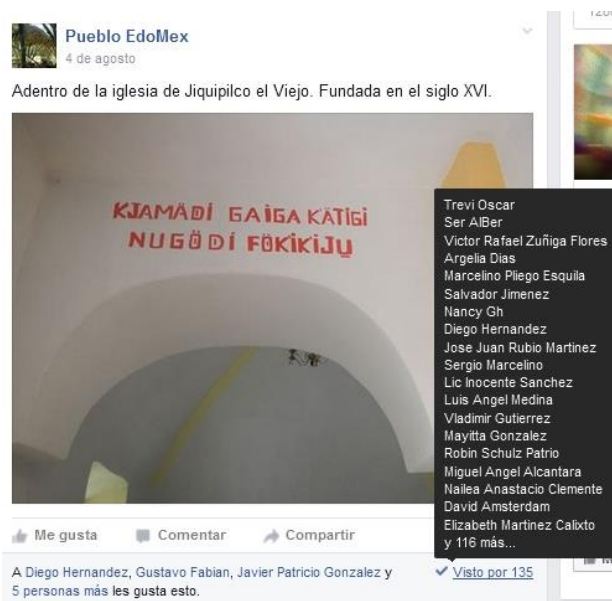 Pueblo EdoMex
4 de agosto
Adentro de la iglesia de Jiquipilco el Viejo. Fundada en el siglo XVI.
KJAMÄDI GAIGA KÄTIGI
NUGÖDI FÖKIKIJU̲
Trevi Oscar
Ser AlBer
Victor Rafael Zuñiga Flores
Argelia Dias
Marcelino Pliego Esquila
Salvador Jimenez
Nancy Gh
Diego Hernandez
Jose Juan Rubio Martinez
Sergio Marcelino
Lic Inocente Sanchez
Luis Angel Medina
Vladimir Gutierrez
Mayitta Gonzalez
Robin Schulz Patrio
Miguel Angel Alcantara
Nailea Anastacio Clemente
David Amsterdam
Elizabeth Martinez Calixto
y 116 más...
Me gusta Comentar Compartir
A Diego Hernandez, Gustavo Fabian, Javier Patricio Gonzalez y
5 personas más les gusta esto.
Visto por 135